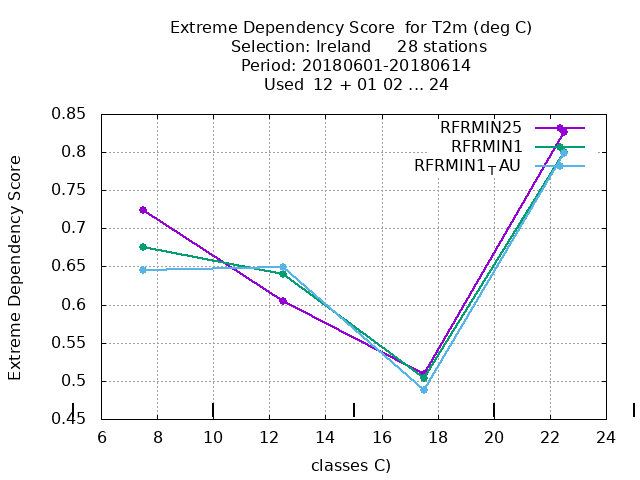 Extreme Dependency Score  for T2m (deg C)
Selection: Ireland     28 stations
Period: 20180601-20180614
Used  12 + 01 02 ... 24
Extreme Dependency Score
0.85
0.8
0.75
0.7
0.65
0.6
0.55
0.5
0.45
RFRMIN25
RFRMIN1
RFRMIN1TAU
6 8 10 12 14 16 18 20 22 24
classes C)